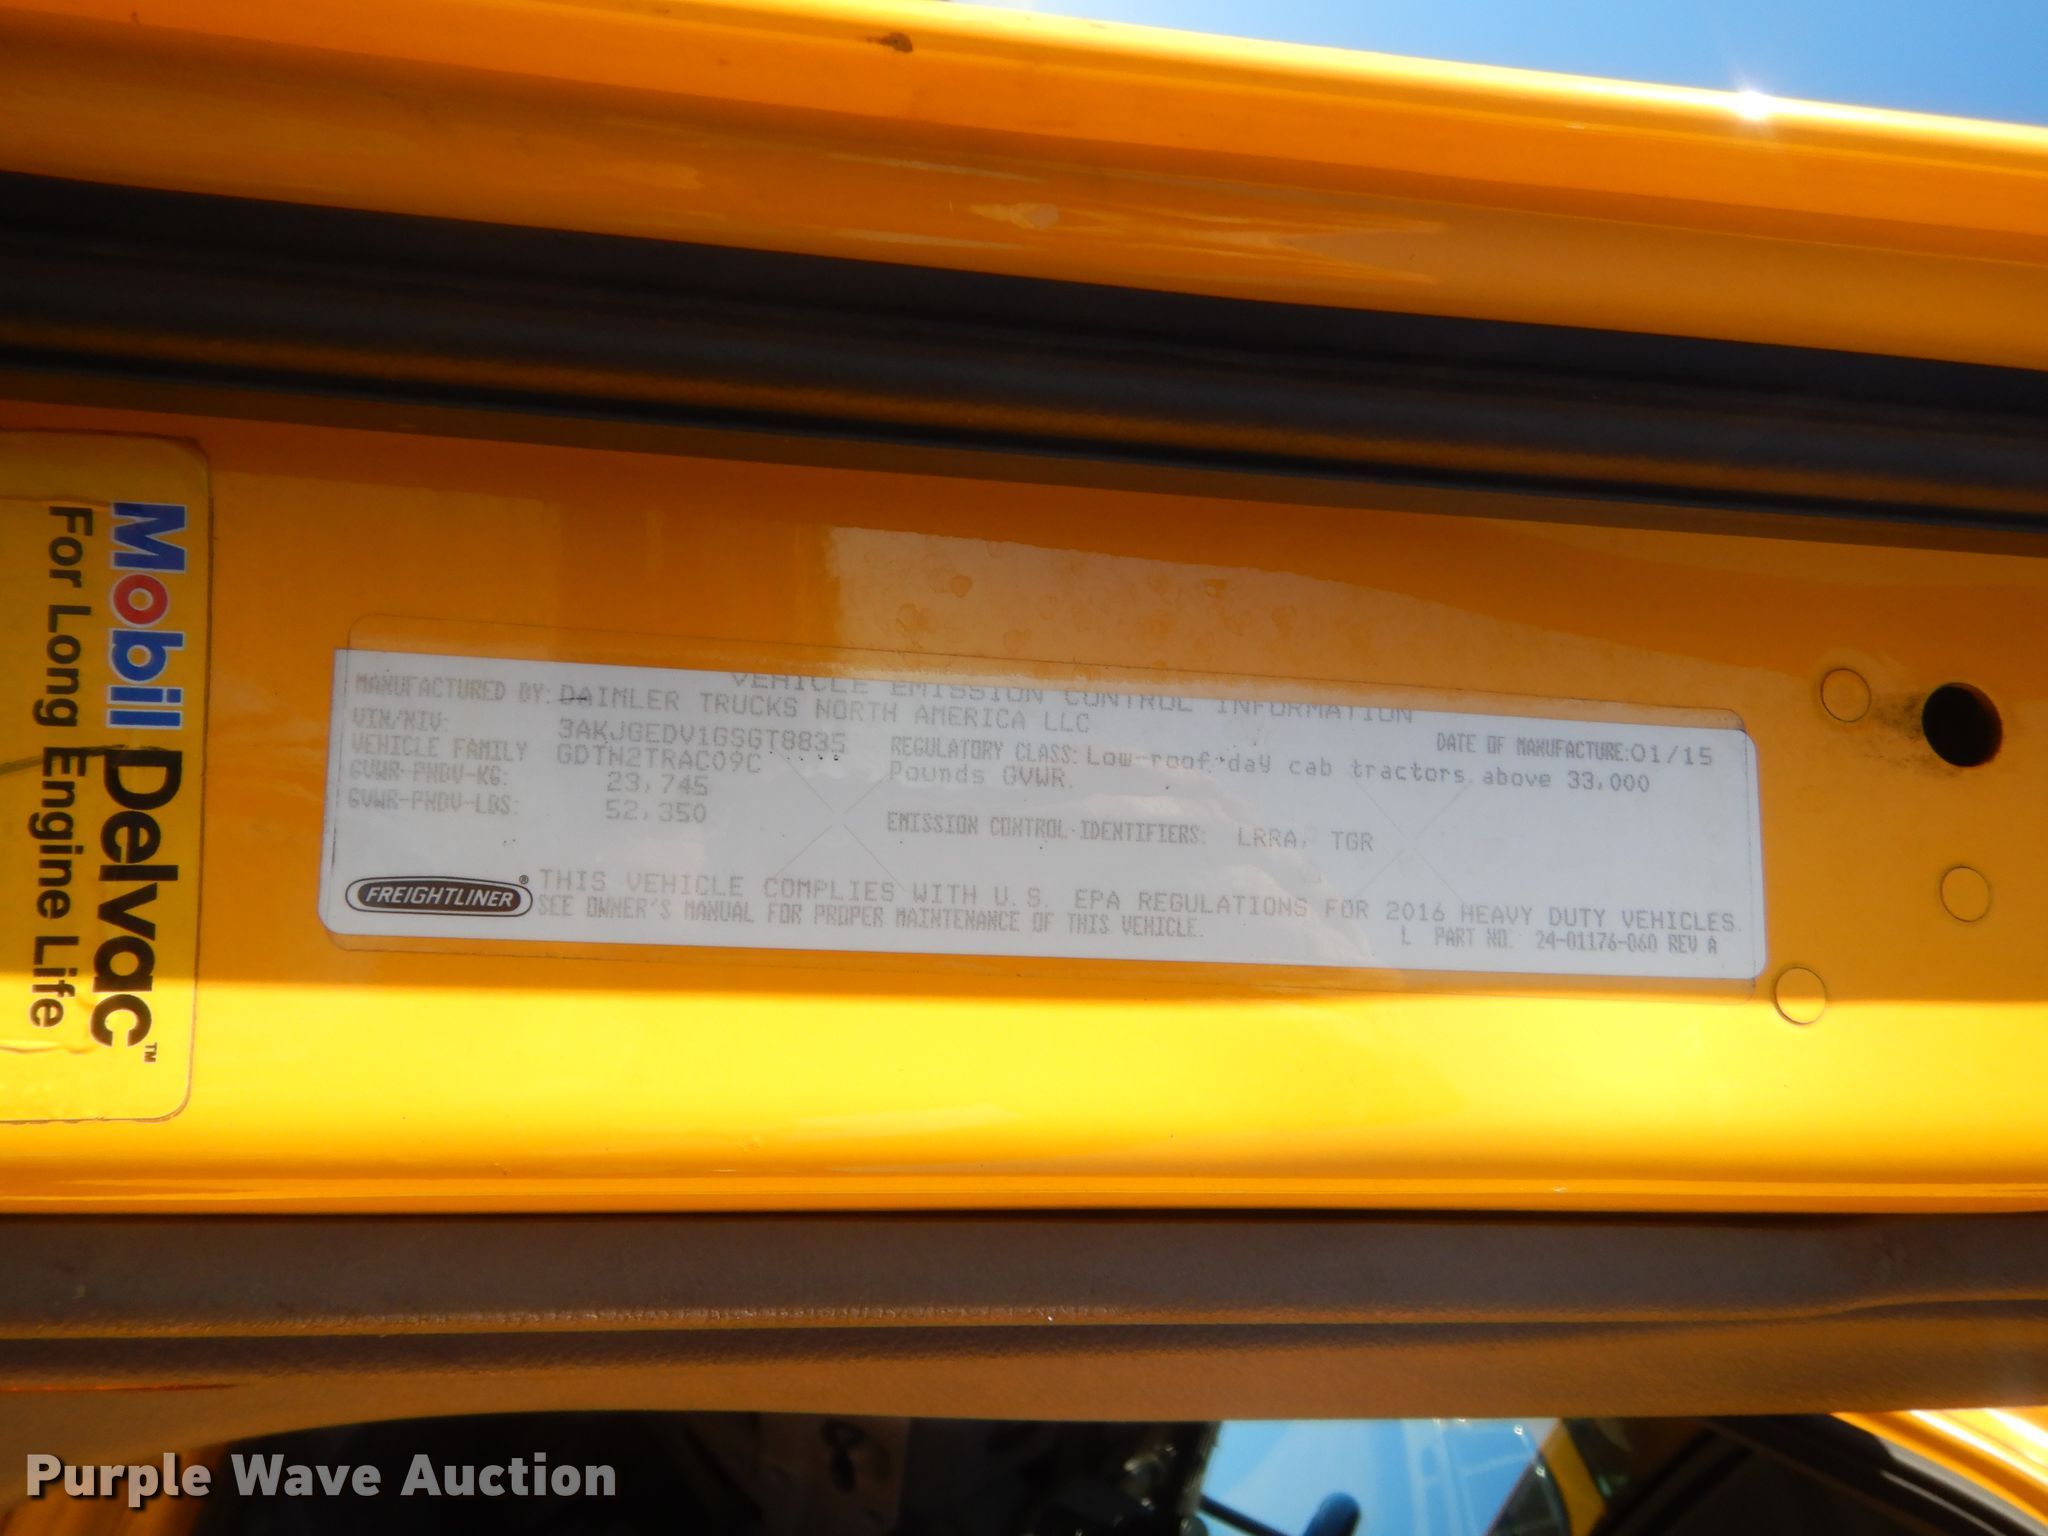 Mobil Delvac™
For Long Engine Life
VEHICLE EMISSION CONTROL INFORMATION
MANUFACTURED BY: DAIMLER TRUCKS NORTH AMERICA LLC
DATE OF MANUFACTURE: 01/15
VIN/NIV: 3AKJGEDV1GSGT8835
VEHICLE FAMILY GDTN2TRAC09C
GVWR-PNBV-KG: 23,745
GVWR-PNBV-LBS: 52,350
REGULATORY CLASS: Low-roof day cab tractors above 33,000
Pounds GVWR.
EMISSION CONTROL IDENTIFIERS: LRRA, TGR
FREIGHTLINER®
THIS VEHICLE COMPLIES WITH U.S. EPA REGULATIONS FOR 2016 HEAVY DUTY VEHICLES.
SEE OWNER'S MANUAL FOR PROPER MAINTENANCE OF THIS VEHICLE.
L PART NO. 24-01176-060 REV A
Purple Wave Auction